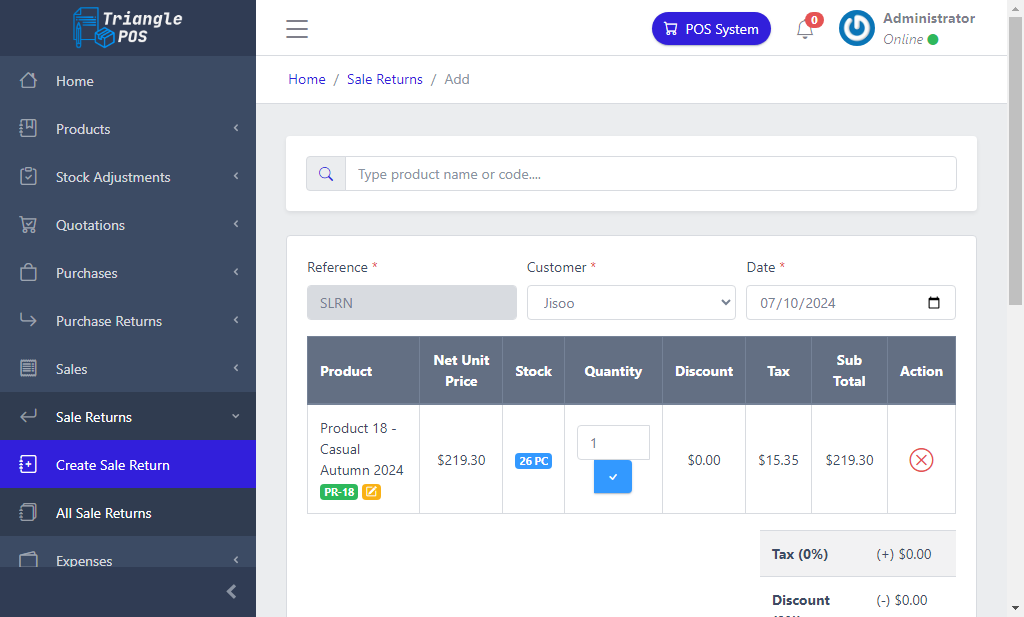 Triangle
POS
POS System
0
Administrator
Online
Home
Products
Stock Adjustments
Quotations
Purchases
Purchase Returns
Sales
Sale Returns
Create Sale Return
All Sale Returns
Expenses
Home / Sale Returns / Add
Type product name or code....
Reference *
Customer *
Date *
SLRN
Jisoo
07/10/2024
Product
Net Unit
Price
Stock
Quantity
Discount
Tax
Sub
Total
Action
Product 18 -
Casual
Autumn 2024
PR-18
$219.30
26 PC
1
$0.00
$15.35
$219.30
Tax (0%)
(+) $0.00
Discount
(-) $0.00